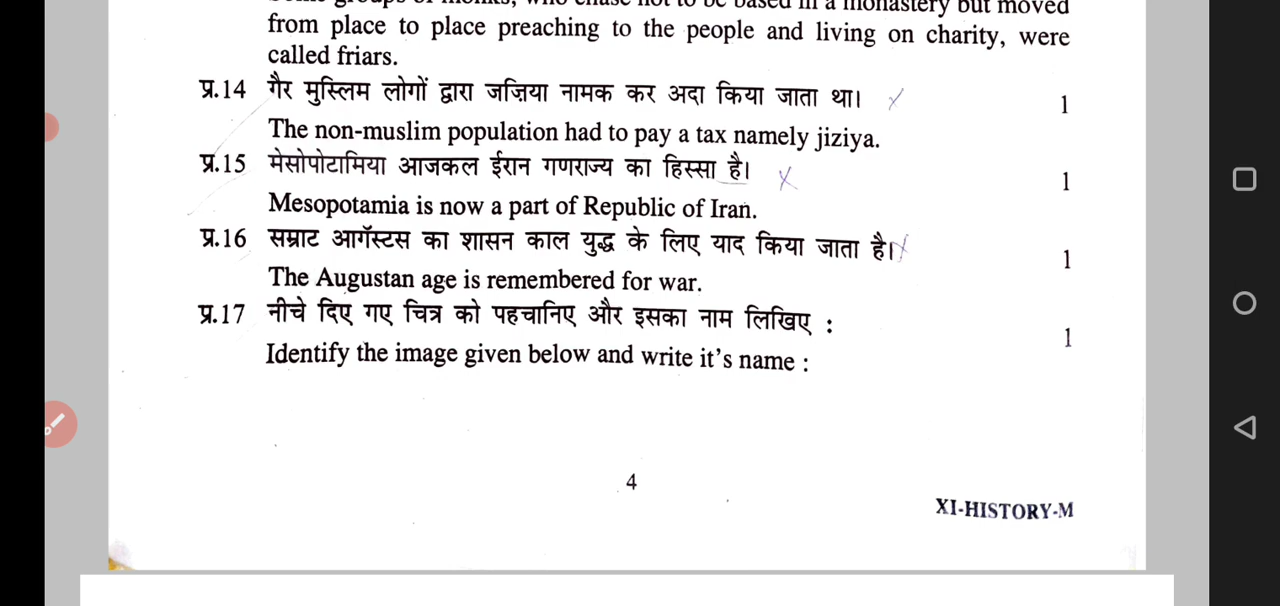 from place to place preaching to the people and living on charity, were
called friars.
प्र.14 गैर मुस्लिम लोगों द्वारा जज़िया नामक कर अदा किया जाता था। 1
The non-muslim population had to pay a tax namely jiziya.
प्र.15 मेसोपोटामिया आजकल ईरान गणराज्य का हिस्सा है। 1
Mesopotamia is now a part of Republic of Iran.
प्र.16 सम्राट आगॅस्टस का शासन काल युद्ध के लिए याद किया जाता है। 1
The Augustan age is remembered for war.
प्र.17 नीचे दिए गए चित्र को पहचानिए और इसका नाम लिखिए : 1
Identify the image given below and write it’s name :
4
XI-HISTORY-M